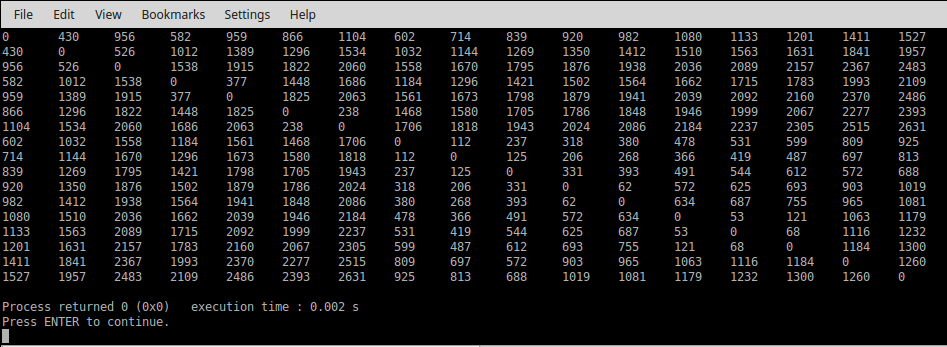 File Edit View Bookmarks Settings Help
0 430 956 582 959 866 1104 602 714 839 920 982 1080 1133 1201 1411 1527
430 0 526 1012 1389 1296 1534 1032 1144 1269 1350 1412 1510 1563 1631 1841 1957
956 526 0 1538 1915 1822 2060 1558 1670 1795 1876 1938 2036 2089 2157 2367 2483
582 1012 1538 0 377 1448 1686 1184 1296 1421 1502 1564 1662 1715 1783 1993 2109
959 1389 1915 377 0 1825 2063 1561 1673 1798 1879 1941 2039 2092 2160 2370 2486
866 1296 1822 1448 1825 0 238 1468 1580 1705 1786 1848 1946 1999 2067 2277 2393
1104 1534 2060 1686 2063 238 0 1706 1818 1943 2024 2086 2184 2237 2305 2515 2631
602 1032 1558 1184 1561 1468 1706 0 112 237 318 380 478 531 599 809 925
714 1144 1670 1296 1673 1580 1818 112 0 125 206 268 366 419 487 697 813
839 1269 1795 1421 1798 1705 1943 237 125 0 331 393 491 544 612 572 688
920 1350 1876 1502 1879 1786 2024 318 206 331 0 62 572 625 693 903 1019
982 1412 1938 1564 1941 1848 2086 380 268 393 62 0 634 687 755 965 1081
1080 1510 2036 1662 2039 1946 2184 478 366 491 572 634 0 53 121 1063 1179
1133 1563 2089 1715 2092 1999 2237 531 419 544 625 687 53 0 68 1116 1232
1201 1631 2157 1783 2160 2067 2305 599 487 612 693 755 121 68 0 1184 1300
1411 1841 2367 1993 2370 2277 2515 809 697 572 903 965 1063 1116 1184 0 1260
1527 1957 2483 2109 2486 2393 2631 925 813 688 1019 1081 1179 1232 1300 1260 0
Process returned 0 (0x0) execution time : 0.002 s
Press ENTER to continue.